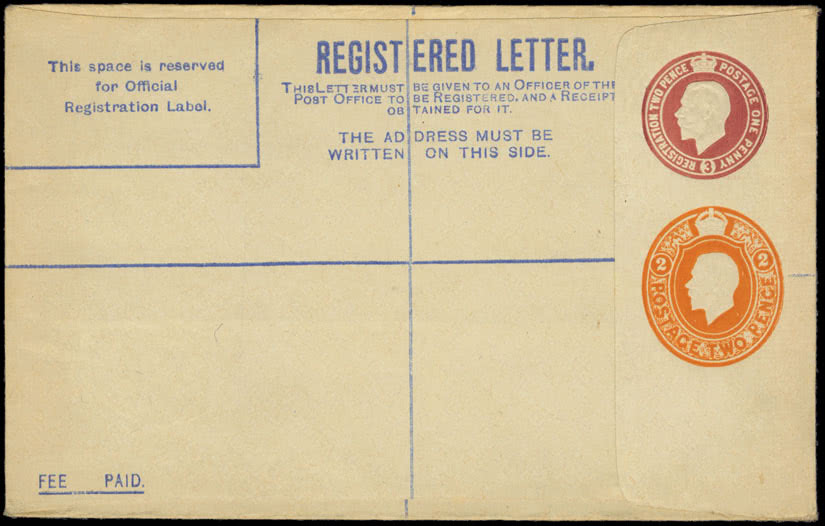 This space is reserved
for Official
Registration Label.
REGISTERED LETTER.
THIS LETTER MUST BE GIVEN TO AN OFFICER OF THE
POST OFFICE TO BE REGISTERED, AND A RECEIPT
OBTAINED FOR IT.
THE ADDRESS MUST BE
WRITTEN ON THIS SIDE.
REGISTRATION TWO PENCE POSTAGE ONE PENNY
3
2 2
POSTAGE TWO PENCE
FEE PAID.